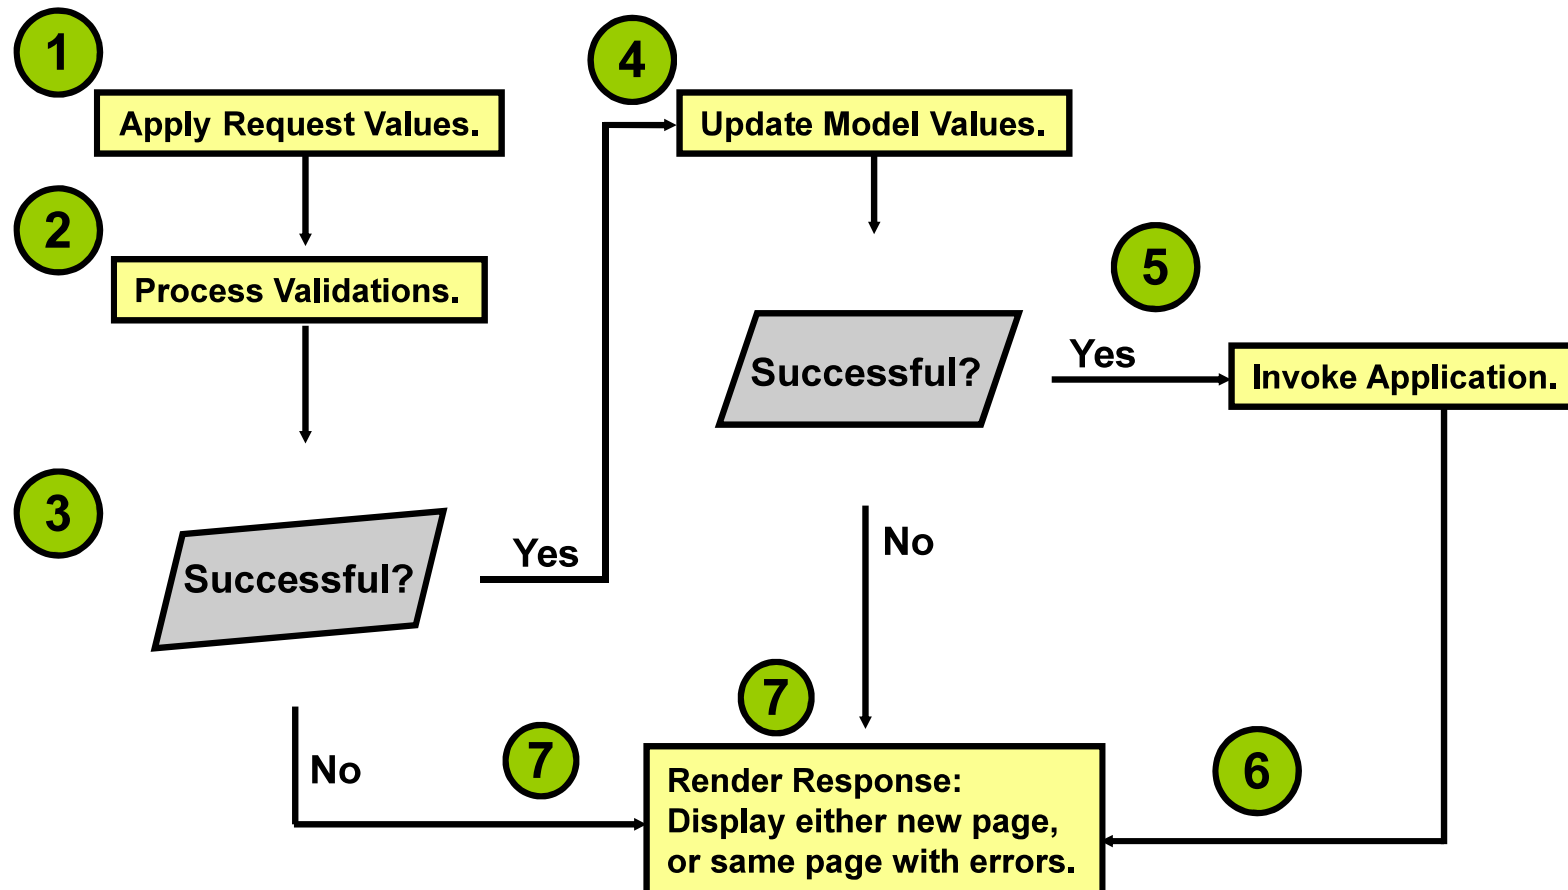 1
Apply Request Values.
2
Process Validations.
3
Successful?
Yes
No
7
4
Update Model Values.
Successful?
Yes
5
Invoke Application.
No
7
6
Render Response:
Display either new page,
or same page with errors.